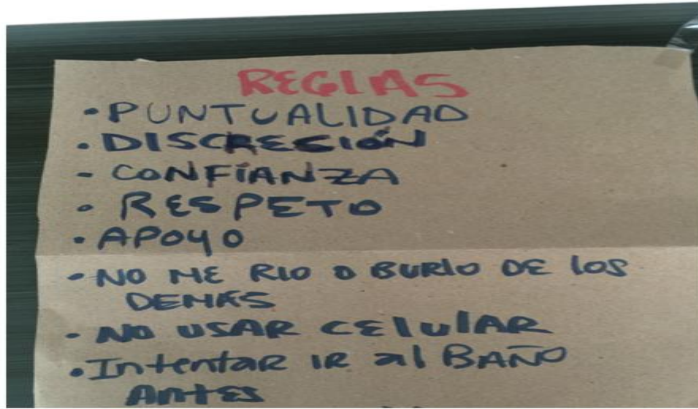 REGLAS
• PUNTUALIDAD
• DISCRECIÓN
- CONFIANZA
• RESPETO
• APOYO
• NO ME RIO O BURLO DE LOS
DEMÁS
- NO USAR CELULAR
• Intentar IR al BAÑO
Antes